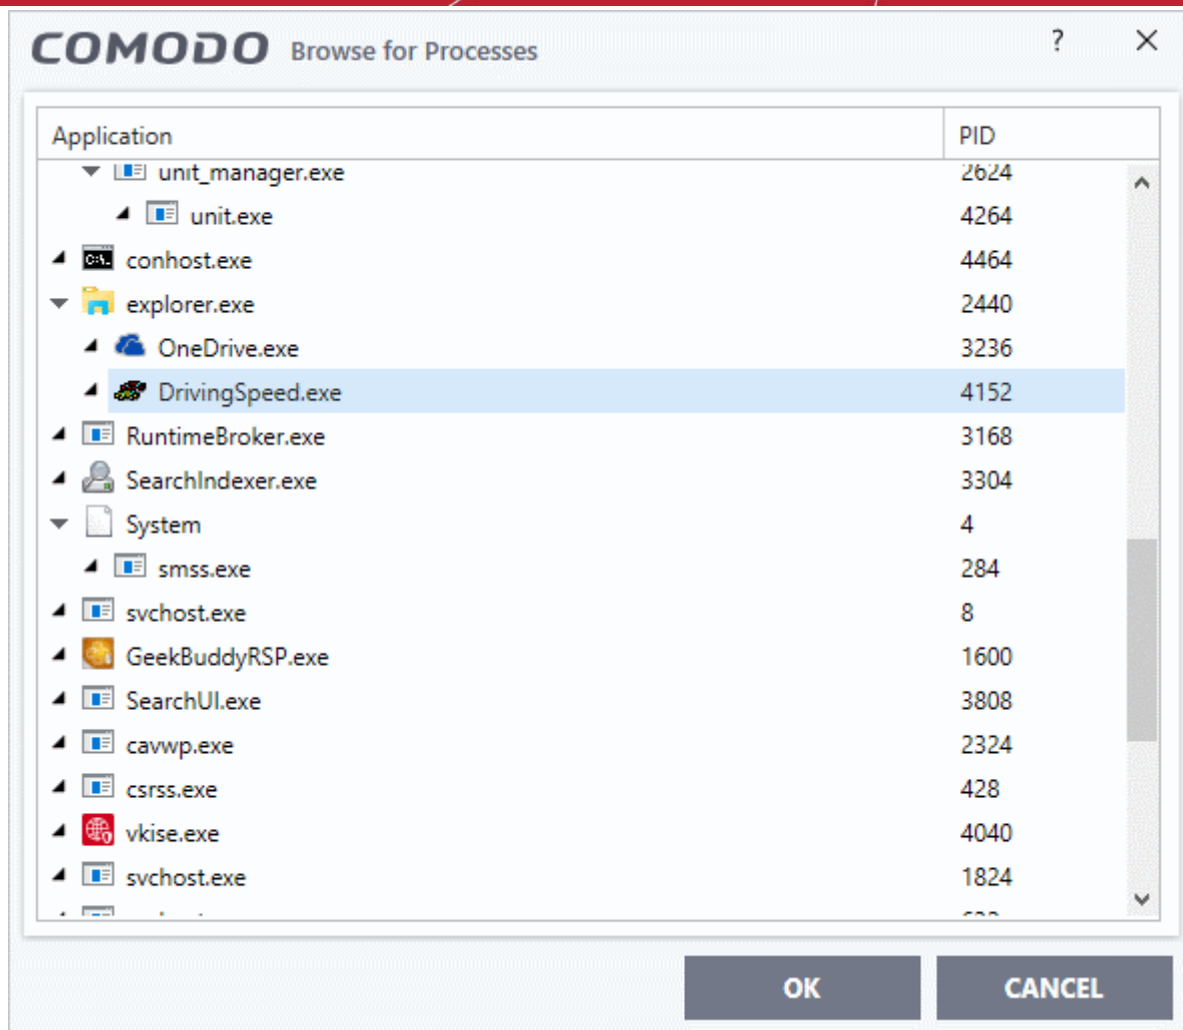 COMODO Browse for Processes ? ×
Application PID
unit_manager.exe 2624
unit.exe 4264
C:\. conhost.exe 4464
explorer.exe 2440
OneDrive.exe 3236
DrivingSpeed.exe 4152
RuntimeBroker.exe 3168
SearchIndexer.exe 3304
System 4
smss.exe 284
svchost.exe 8
GeekBuddyRSP.exe 1600
SearchUI.exe 3808
cavwp.exe 2324
csrss.exe 428
vkise.exe 4040
svchost.exe 1824
OK CANCEL